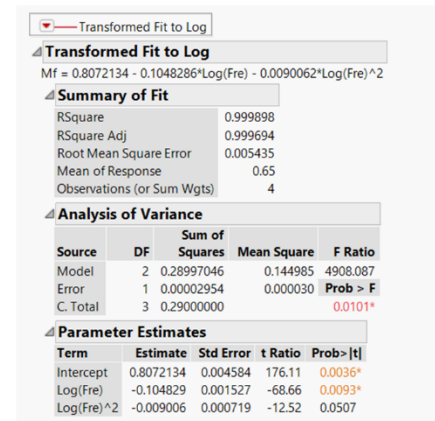 Transformed Fit to Log
Transformed Fit to Log
Mf = 0.8072134 - 0.1048286*Log(Fre) - 0.0090062*Log(Fre)^2
Summary of Fit
RSquare 0.999898
RSquare Adj 0.999694
Root Mean Square Error 0.005435
Mean of Response 0.65
Observations (or Sum Wgts) 4
Analysis of Variance
Source DF Sum of Squares Mean Square F Ratio
Model 2 0.28997046 0.144985 4908.087
Error 1 0.00002954 0.000030 Prob > F
C. Total 3 0.29000000 0.0101*
Parameter Estimates
Term Estimate Std Error t Ratio Prob>|t|
Intercept 0.8072134 0.004584 176.11 0.0036*
Log(Fre) -0.104829 0.001527 -68.66 0.0093*
Log(Fre)^2 -0.009006 0.000719 -12.52 0.0507